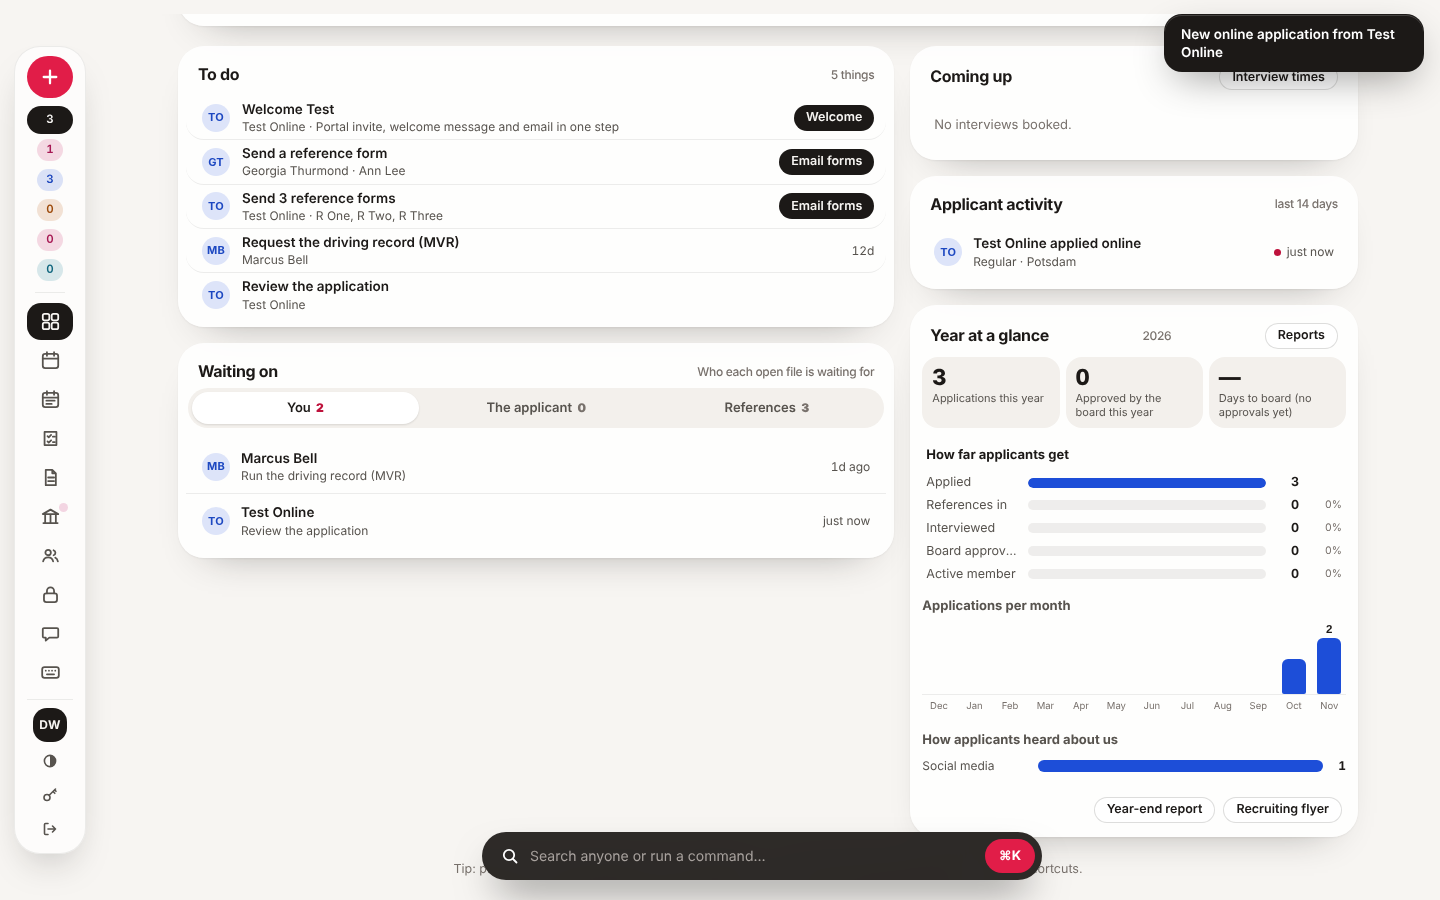 New online application from Test
Online
3
1
3
0
0
0
DW
To do
5 things
TO
Welcome Test
Test Online · Portal invite, welcome message and email in one step
Welcome
GT
Send a reference form
Georgia Thurmond · Ann Lee
Email forms
TO
Send 3 reference forms
Test Online · R One, R Two, R Three
Email forms
MB
Request the driving record (MVR)
Marcus Bell
12d
TO
Review the application
Test Online
Waiting on
Who each open file is waiting for
You 2
The applicant 0
References 3
MB
Marcus Bell
Run the driving record (MVR)
1d ago
TO
Test Online
Review the application
just now
Coming up
Interview times
No interviews booked.
Applicant activity
last 14 days
TO
Test Online applied online
Regular · Potsdam
just now
Year at a glance
2026
Reports
3
Applications this year
0
Approved by the
board this year
—
Days to board (no
approvals yet)
How far applicants get
Applied 3
References in 0 0%
Interviewed 0 0%
Board approv... 0 0%
Active member 0 0%
Applications per month
2
Dec Jan Feb Mar Apr May Jun Jul Aug Sep Oct Nov
How applicants heard about us
Social media 1
Year-end report
Recruiting flyer
Search anyone or run a command...
⌘K
Tip: p
ortcuts.